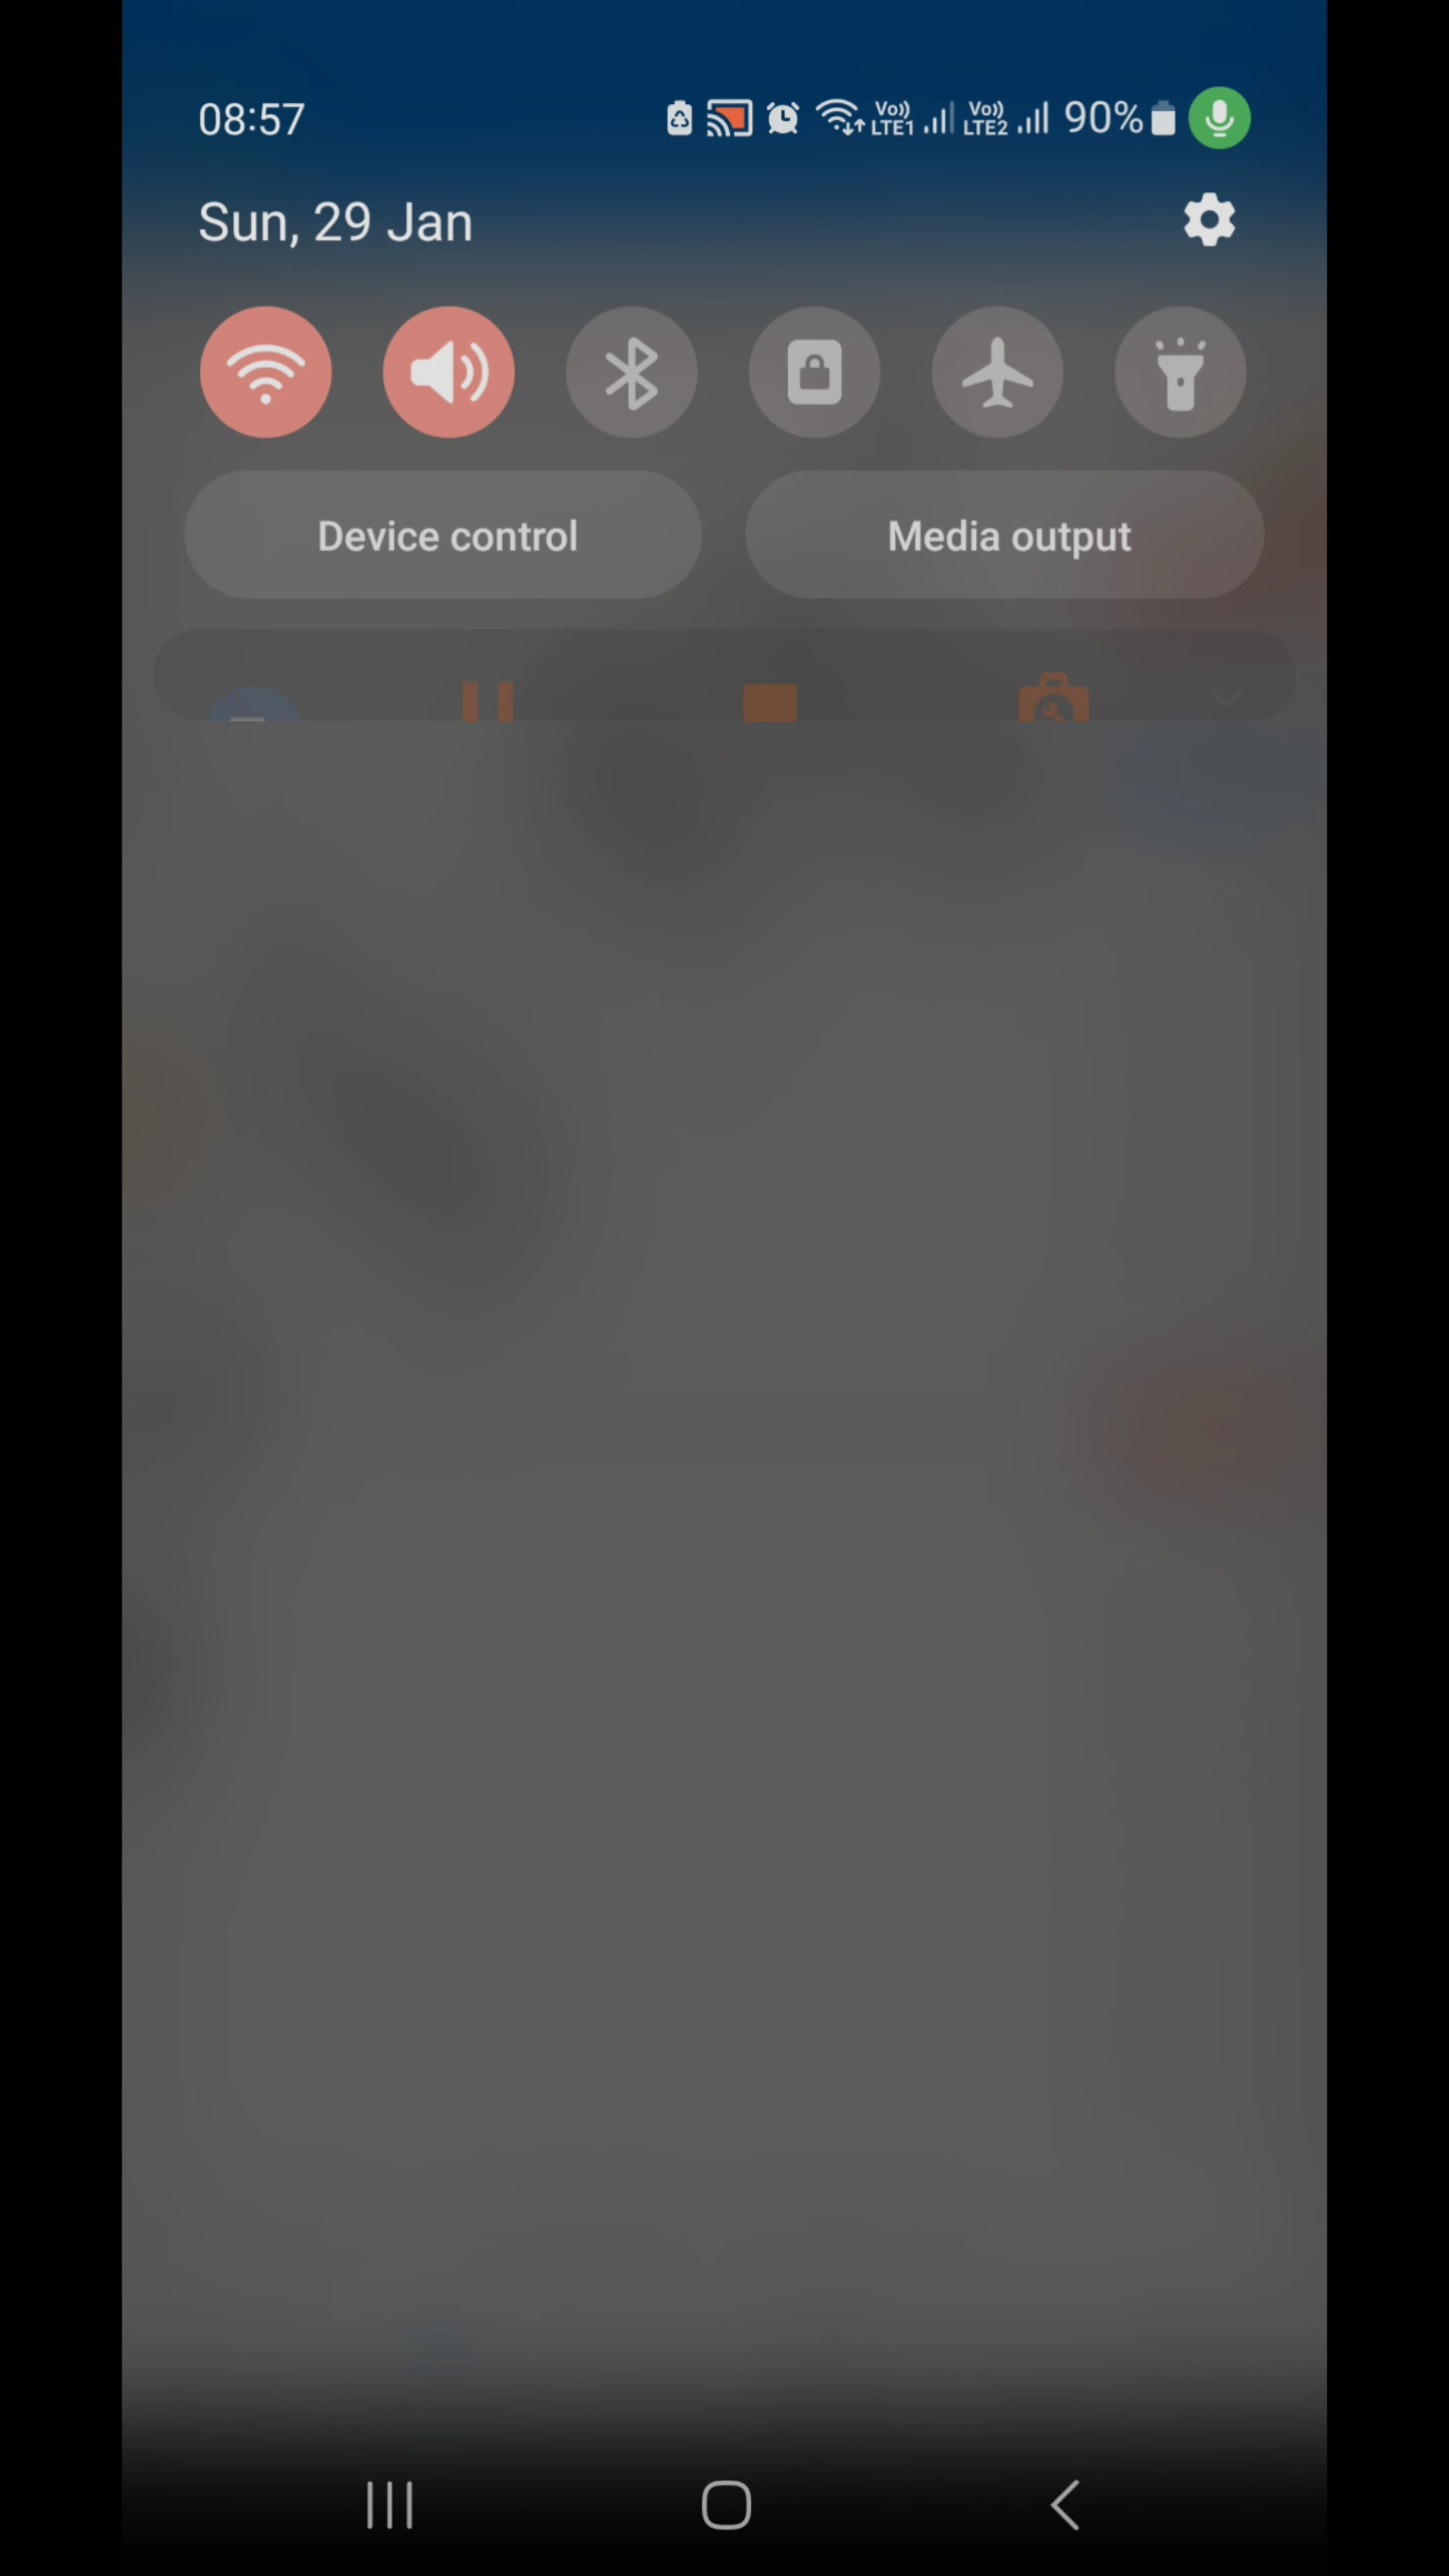 08:57 Vo)) LTE1 Vo)) LTE2 90%
Sun, 29 Jan
Device control Media output